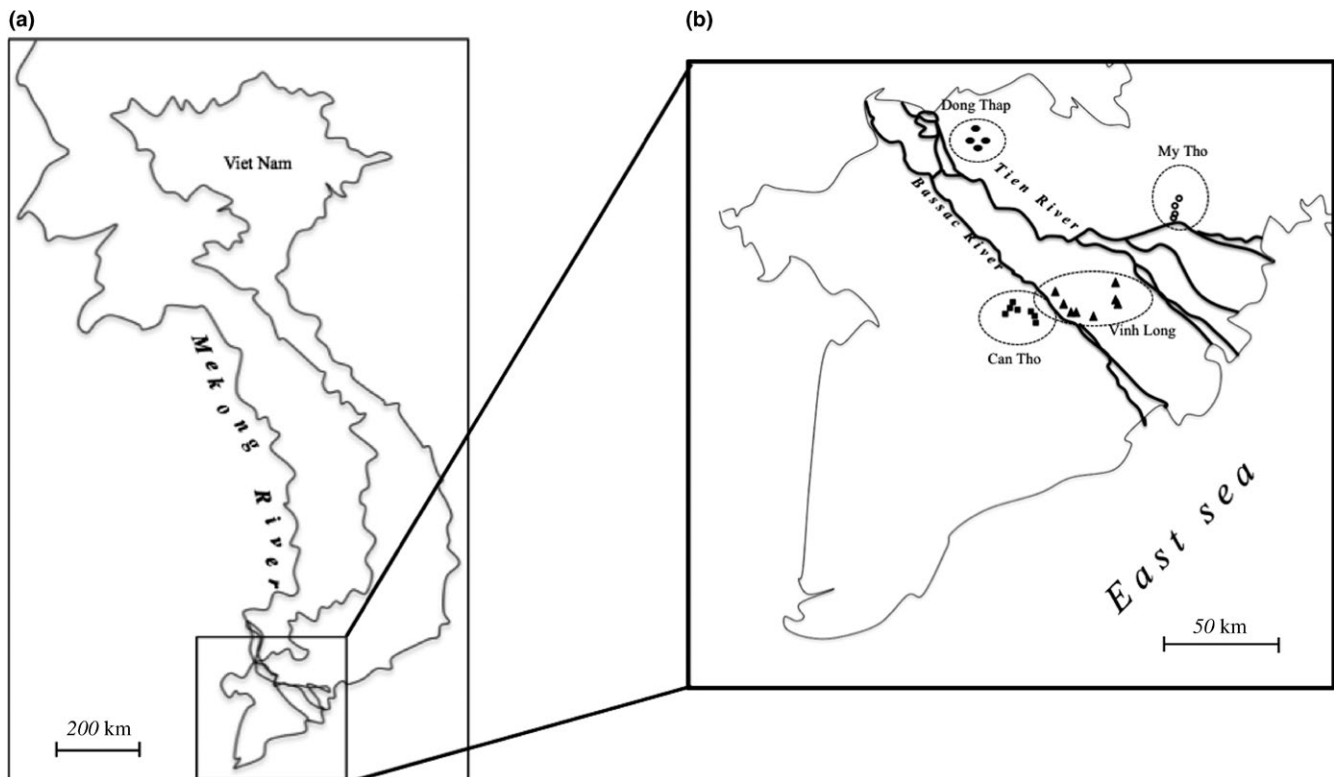 (a)
Viet Nam
Mekong River
200 km
(b)
Dong Thap
My Tho
Tien River
Bassac River
Vinh Long
Can Tho
East sea
50 km